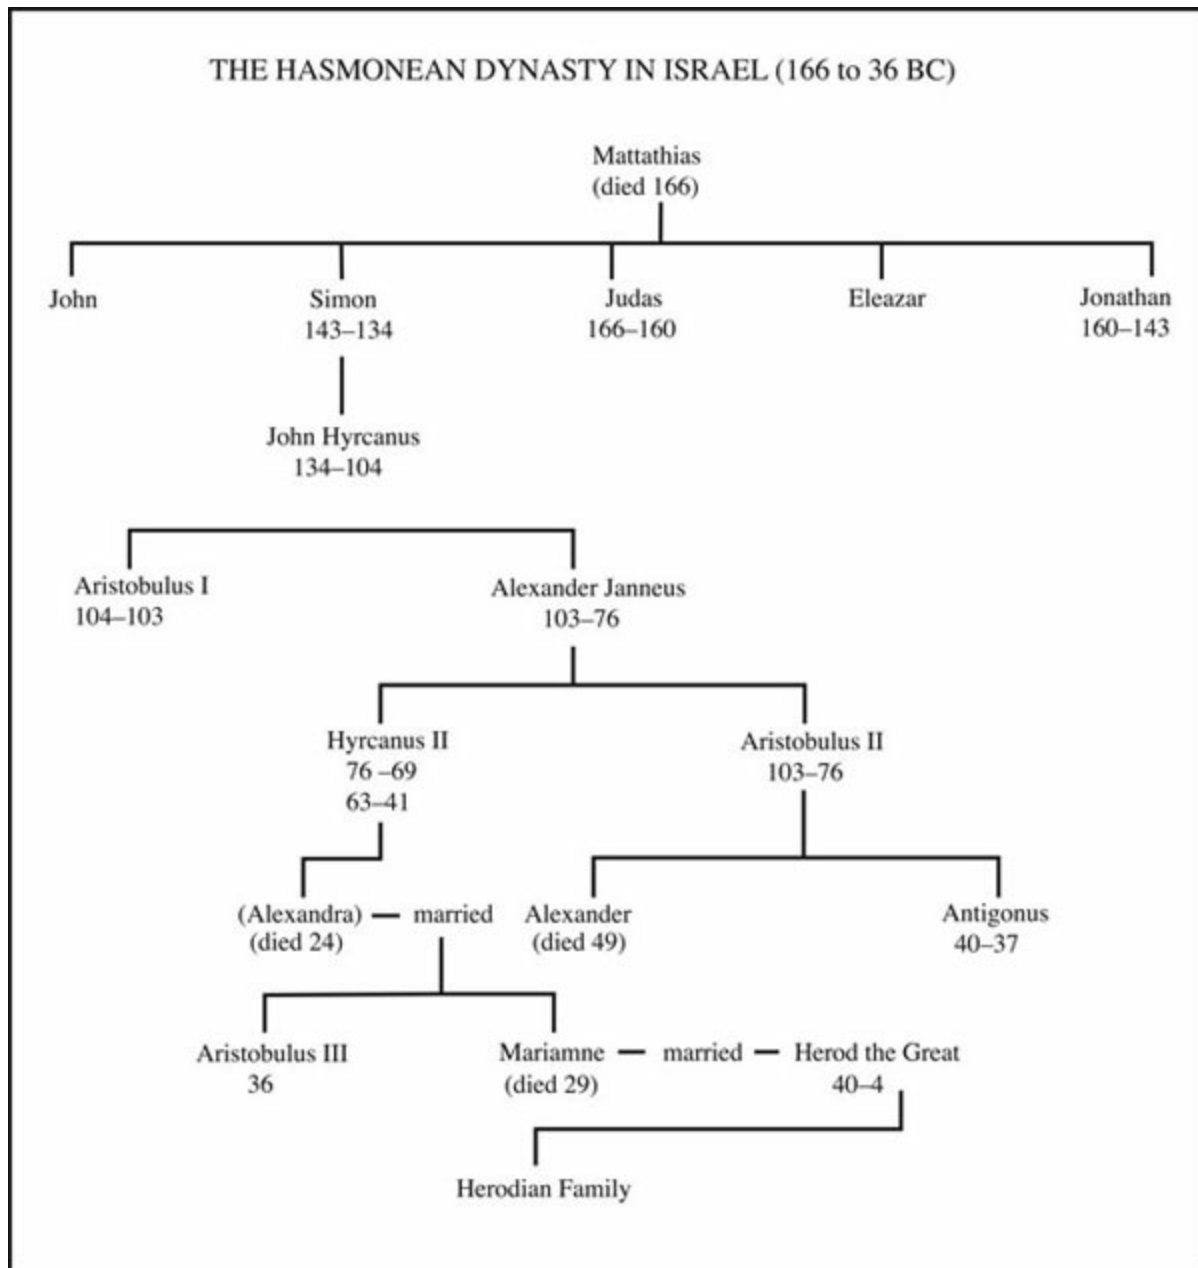 THE HASMONEAN DYNASTY IN ISRAEL (166 to 36 BC)
Mattathias
(died 166)
John
Simon
143–134
Judas
166–160
Eleazar
Jonathan
160–143
John Hyrcanus
134–104
Aristobulus I
104–103
Alexander Janneus
103–76
Hyrcanus II
76 –69
63–41
Aristobulus II
103–76
(Alexandra) — married
(died 24)
Alexander
(died 49)
Antigonus
40–37
Aristobulus III
36
Mariamne — married — Herod the Great
(died 29)
40–4
Herodian Family